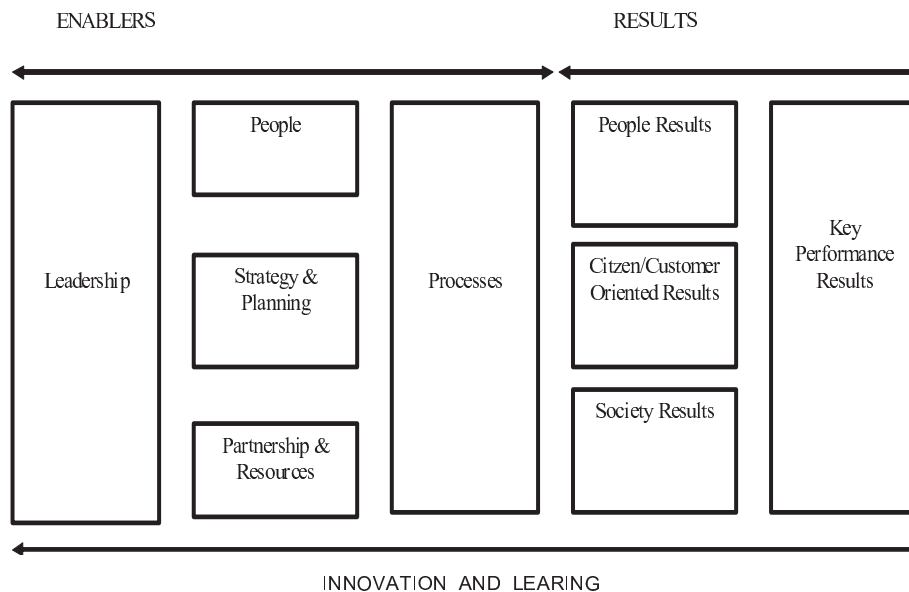 ENABLERS
RESULTS
People
People Results
Leadership
Strategy &
Planning
Processes
Citzen/Customer
Oriented Results
Key
Performance
Results
Partnership &
Resources
Society Results
INNOVATION AND LEARING